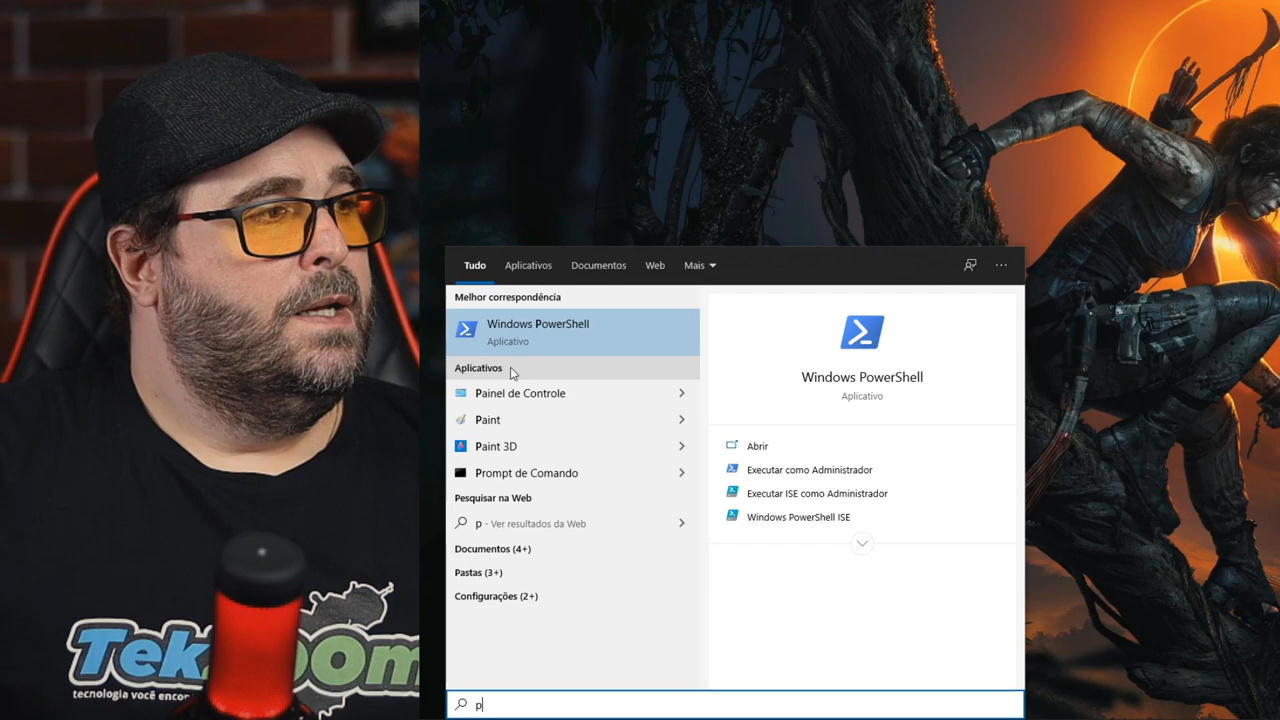 Tudo Aplicativos Documentos Web Mais
Melhor correspondência
Windows PowerShell
Aplicativo
Aplicativos
Painel de Controle
Paint
Paint 3D
Prompt de Comando
Pesquisar na Web
p - Ver resultados da Web
Documentos (4+)
Pastas (3+)
Configurações (2+)
Windows PowerShell
Aplicativo
Abrir
Executar como Administrador
Executar ISE como Administrador
Windows PowerShell ISE
p
tecnologia você